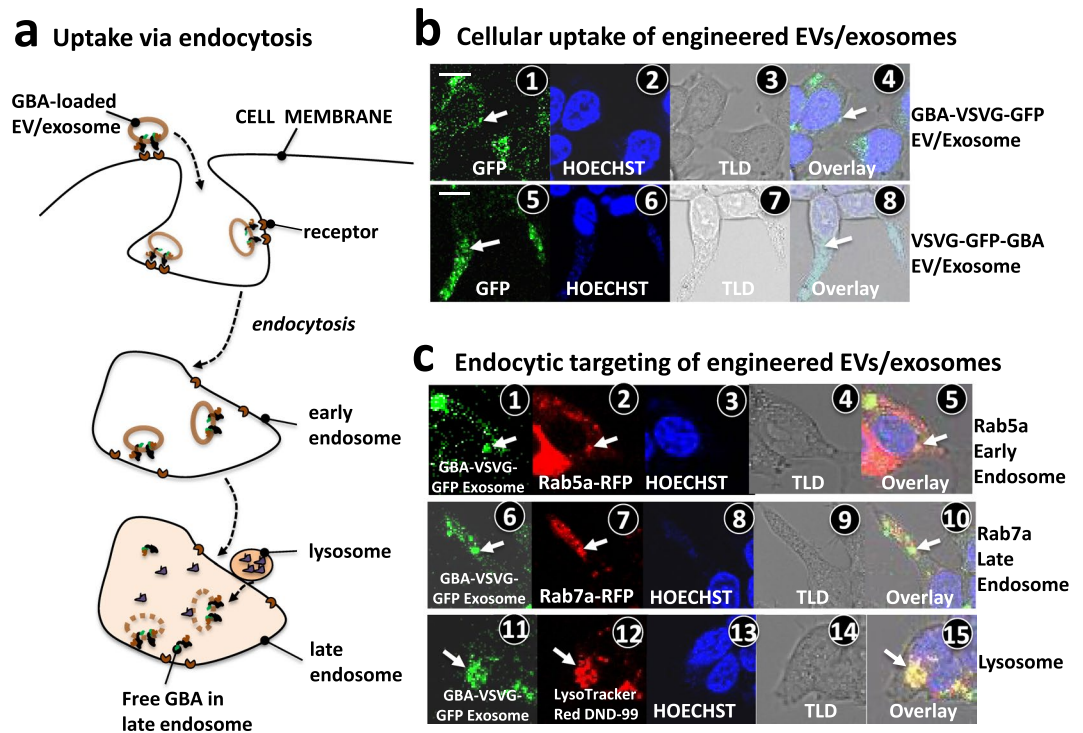 a Uptake via endocytosis
GBA-loaded
EV/exosome
CELL MEMBRANE
receptor
endocytosis
early
endosome
lysosome
late
endosome
Free GBA in
late endosome
b Cellular uptake of engineered EVs/exosomes
1 2 3 4
GFP HOECHST TLD Overlay
GBA-VSVG-GFP
EV/Exosome
5 6 7 8
GFP HOECHST TLD Overlay
VSVG-GFP-GBA
EV/Exosome
c Endocytic targeting of engineered EVs/exosomes
1 2 3 4 5
GBA-VSVG-
GFP Exosome Rab5a-RFP HOECHST TLD Overlay
Rab5a
Early
Endosome
6 7 8 9 10
GBA-VSVG-
GFP Exosome Rab7a-RFP HOECHST TLD Overlay
Rab7a
Late
Endosome
11 12 13 14 15
GBA-VSVG-
GFP Exosome
LysoTracker
Red DND-99
HOECHST TLD Overlay
Lysosome